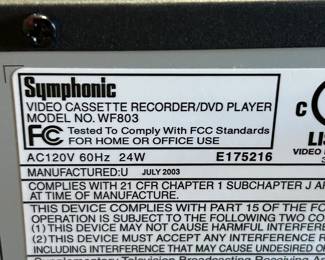 Symphonic
VIDEO CASSETTE RECORDER/DVD PLAYER
MODEL NO. WF803
FC Tested To Comply With FCC Standards
FOR HOME OR OFFICE USE
AC120V 60Hz 24W E175216
MANUFACTURED:U JULY 2003
COMPLIES WITH 21 CFR CHAPTER 1 SUBCHAPTER J
AT TIME OF MANUFACTURE.
THIS DEVICE COMPLIES WITH PART 15 OF THE
OPERATION IS SUBJECT TO THE FOLLOWING TWO
(1) THIS DEVICE MAY NOT CAUSE HARMFUL
(2) THIS DEVICE MUST ACCEPT ANY INTERFERENCE
INCLUDING INTERFERENCE THAT MAY CAUSE
C
VIDEO